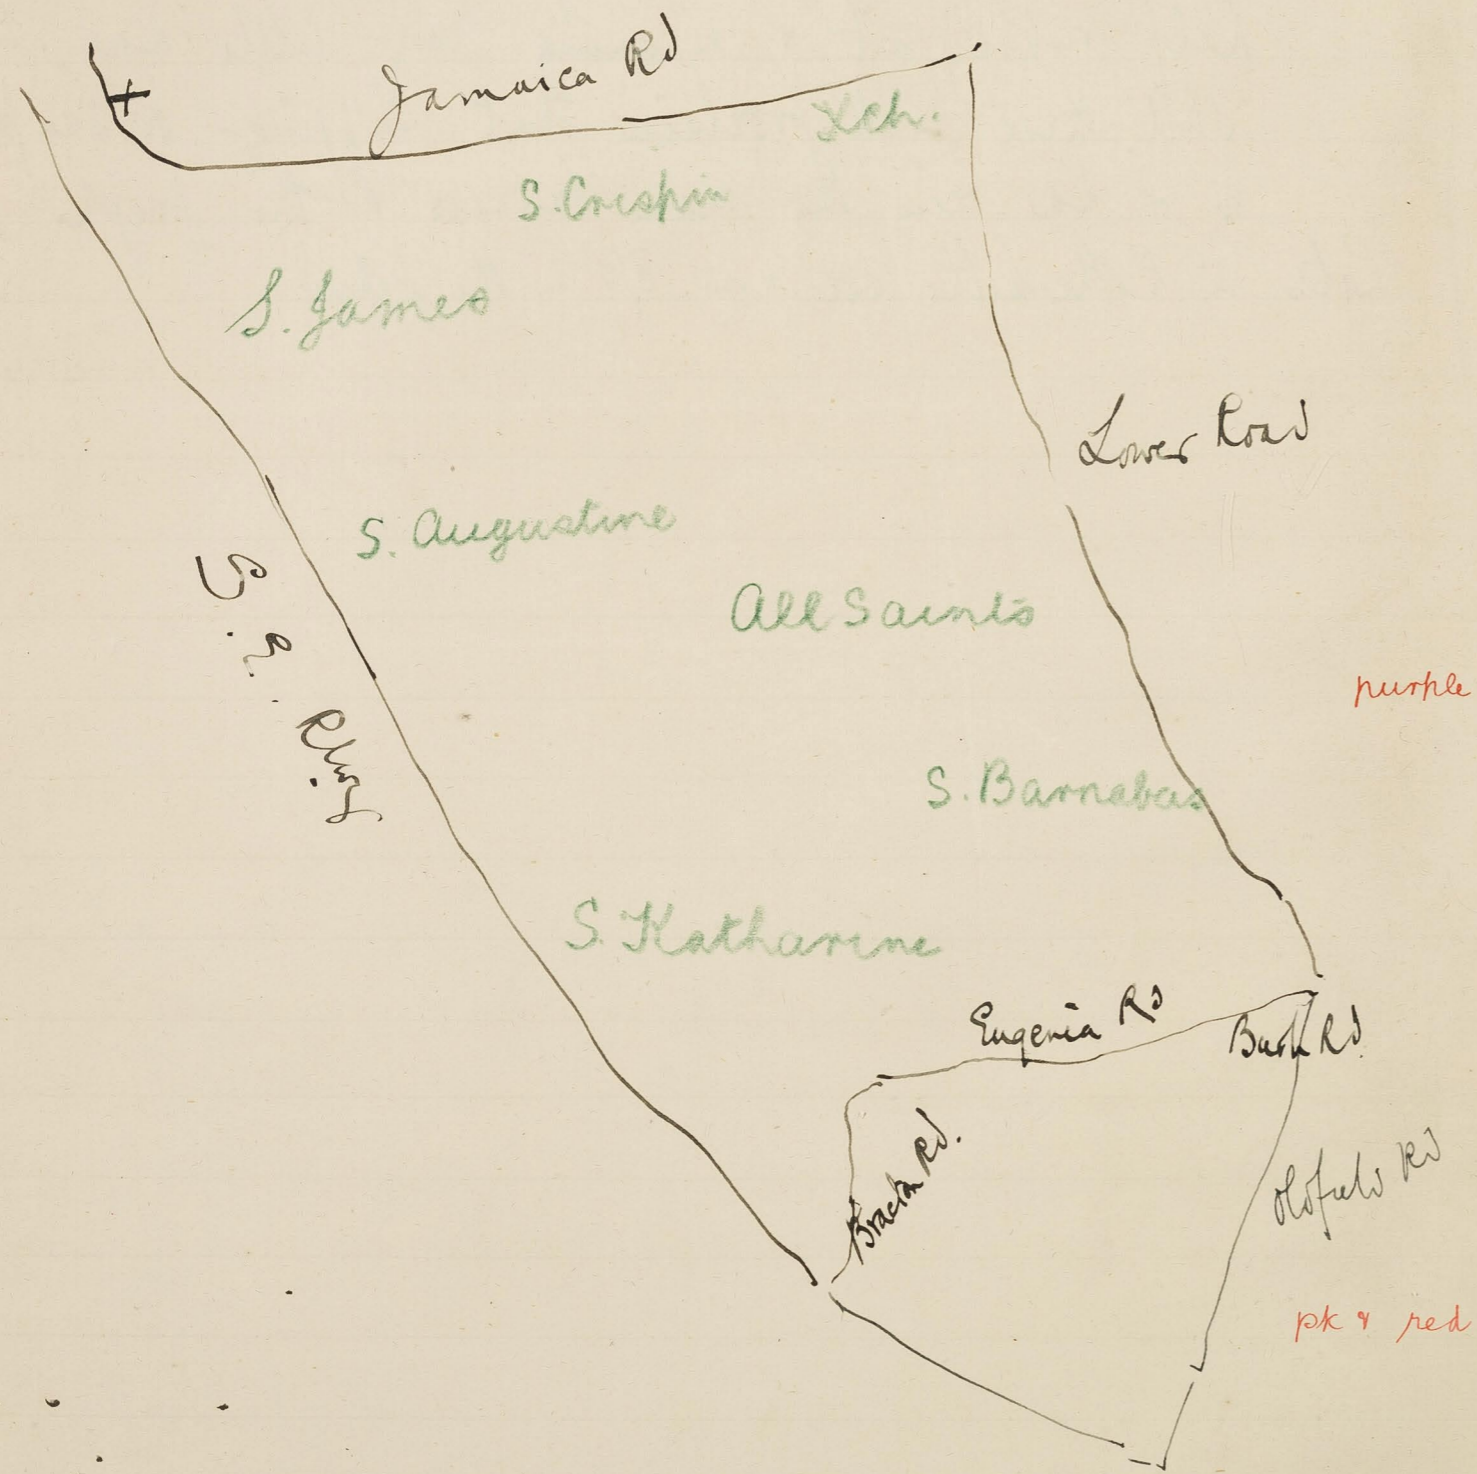 Jamaica Rd
Xch.
S. Crispin
S. James
Lower Road
S. Augustine
S. E. Rlwy
All Saints
purple
S. Barnabas
S. Katharine
Eugenia Rd
Bush Rd
Bracton Rd.
Oldfield Rd
pk & red